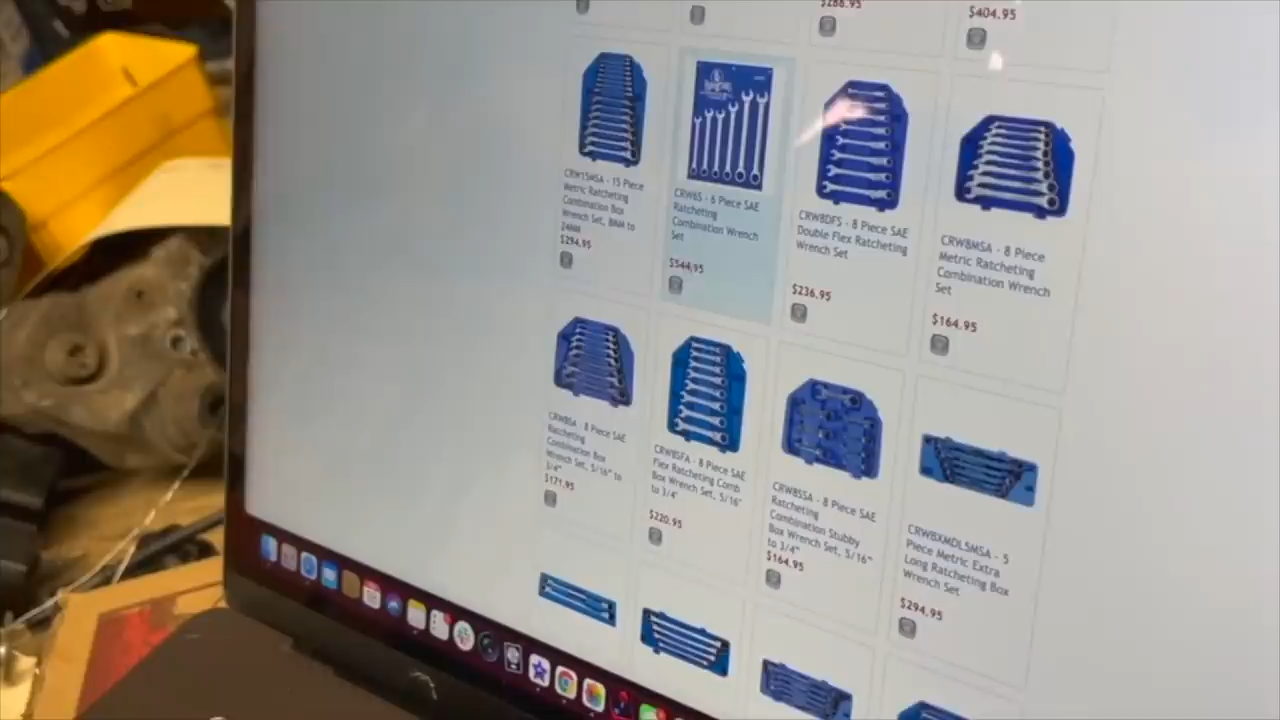 $286.95
$404.95
CRW15MSA - 15 Piece
Metric Ratcheting
Combination Box
Wrench Set, 8MM to
24MM
$294.95
CRW6S - 6 Piece SAE
Ratcheting
Combination Wrench
Set
$544.95
CRW8DFS - 8 Piece SAE
Double Flex Ratcheting
Wrench Set
$236.95
CRW8MSA - 8 Piece
Metric Ratcheting
Combination Wrench
Set
$164.95
CRW8SA - 8 Piece SAE
Ratcheting
Combination Box
Wrench Set, 5/16" to
3/4"
$171.95
CRW8SFA - 8 Piece SAE
Flex Ratcheting Comb
Box Wrench Set, 5/16"
to 3/4"
$220.95
CRW8SSA - 8 Piece SAE
Ratcheting
Combination Stubby
Box Wrench Set, 5/16"
to 3/4"
$164.95
CRWBXMDL5MSA - 5
Piece Metric Extra
Long Ratcheting Box
Wrench Set
$294.95